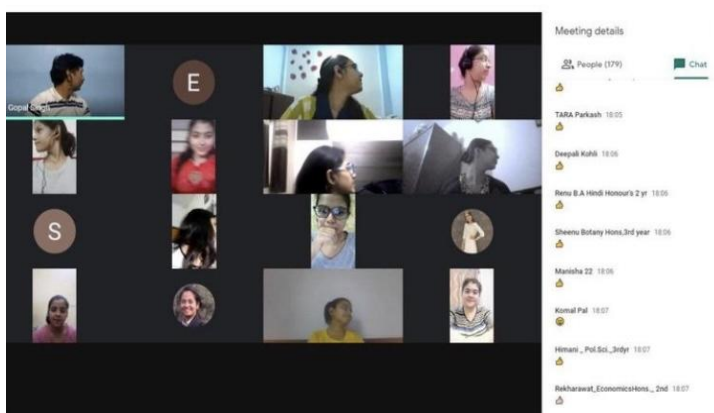 Meeting details
People (179)
Chat
Gopal Singh
E
TARA Parkash 18:05
Deepali Kohli 18:06
Renu B.A Hindi Honour's 2 yr 18:06
S
Sheenu Botany Hons,3rd year 18:06
Manisha 22 18:06
Komal Pal 18:07
Himani _ Pol.Sci._3rdyr 18:07
Rekharawat_EconomicsHons._ 2nd 18:07